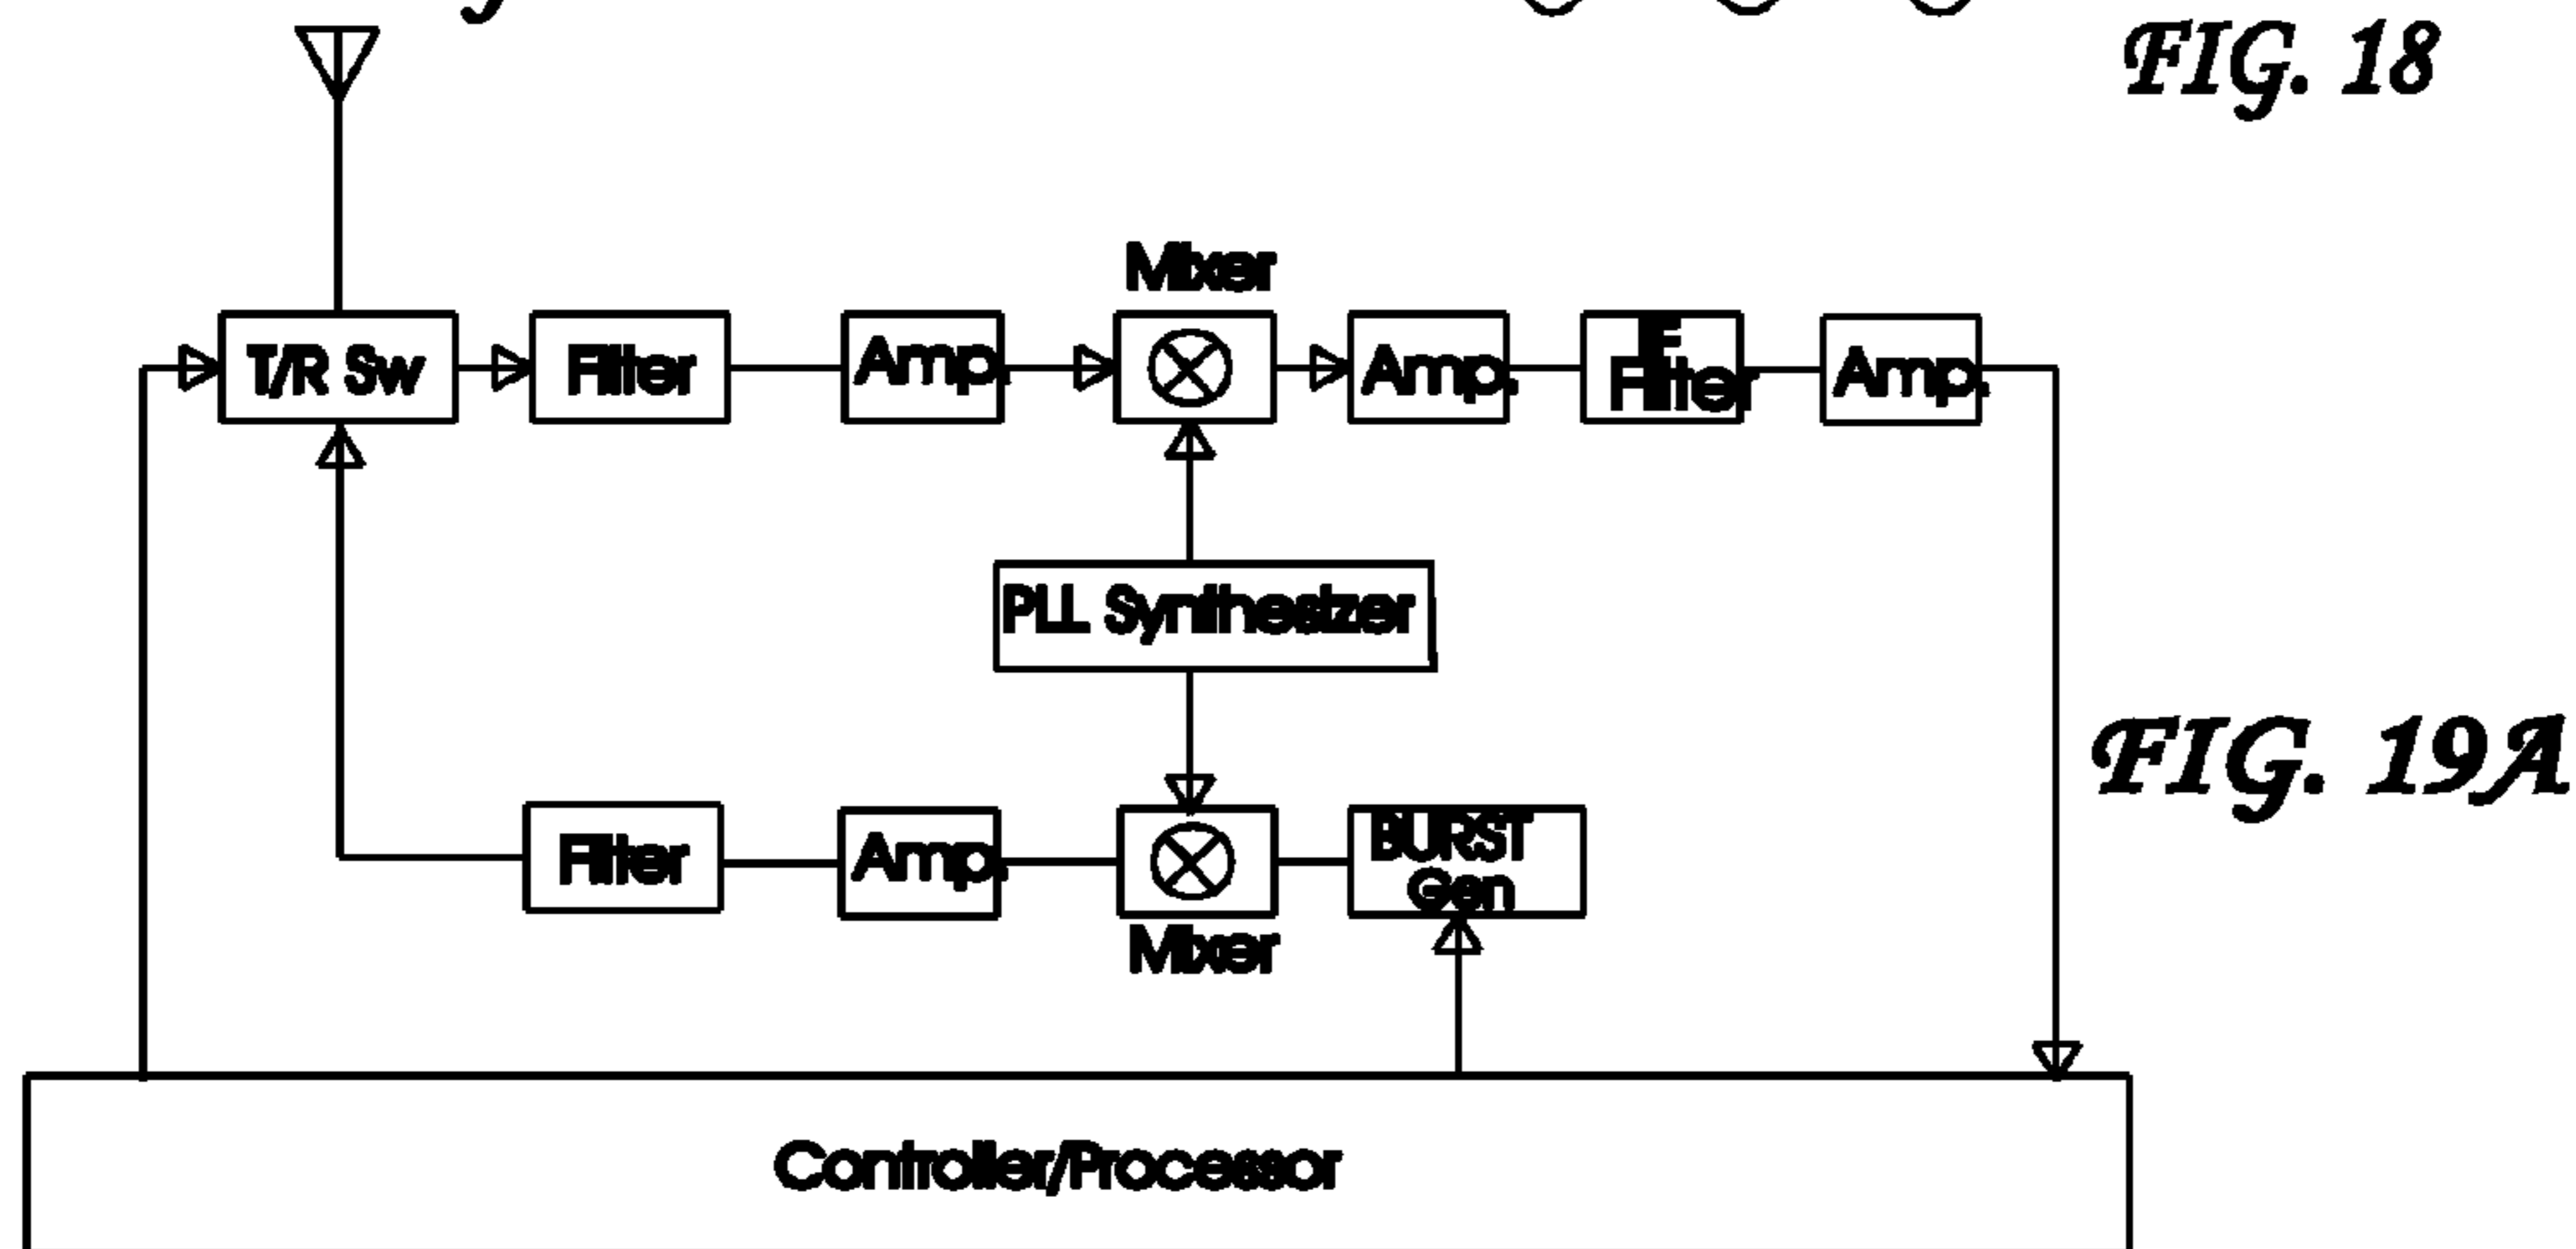 FIG. 18
Mixer
T/R Sw
Filter
Amp.
Amp.
IF
Filter
Amp.
PLL Synthesizer
FIG. 19A
Filter
Amp.
BURST
Gen
Mixer
Controller/Processor